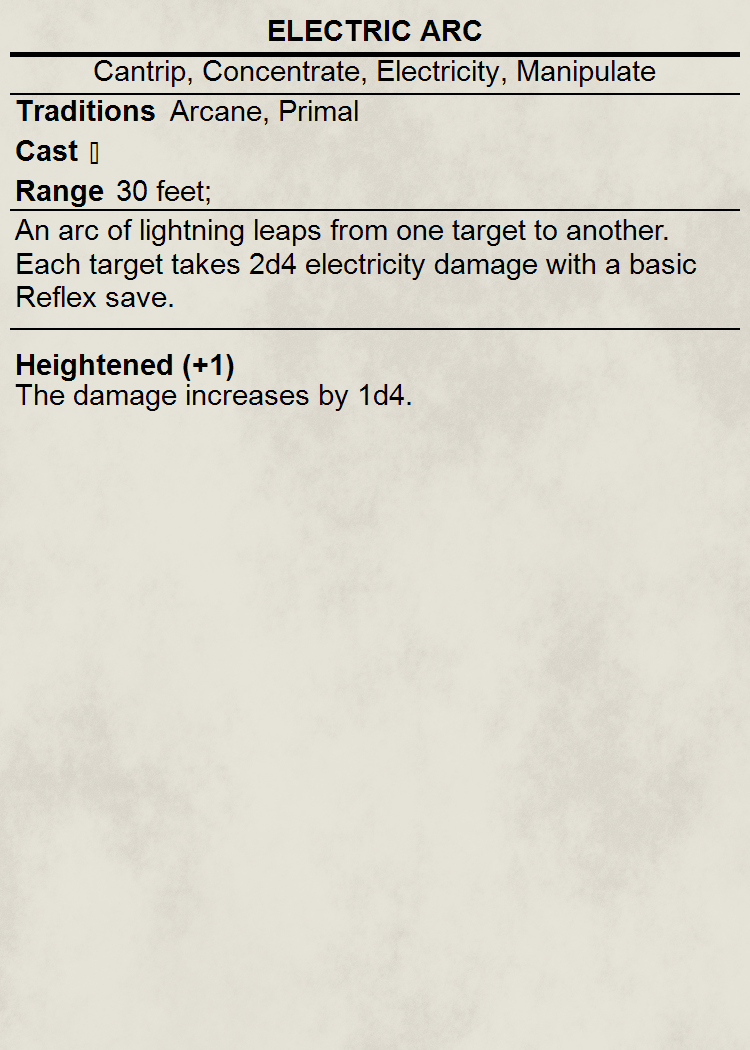 ELECTRIC ARC
Cantrip, Concentrate, Electricity, Manipulate
Traditions Arcane, Primal
Cast ▯
Range 30 feet;
An arc of lightning leaps from one target to another.
Each target takes 2d4 electricity damage with a basic
Reflex save.
Heightened (+1)
The damage increases by 1d4.